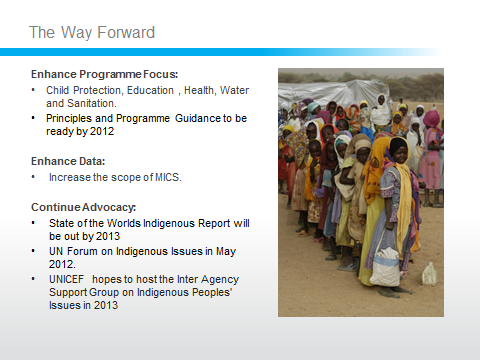 The Way Forward
Enhance Programme Focus:
• Child Protection, Education , Health, Water
and Sanitation.
• Principles and Programme Guidance to be
ready by 2012
Enhance Data:
• Increase the scope of MICS.
Continue Advocacy:
• State of the Worlds Indigenous Report will
be out by 2013
• UN Forum on Indigenous Issues in May
2012.
• UNICEF hopes to host the Inter Agency
Support Group on Indigenous Peoples'
Issues in 2013